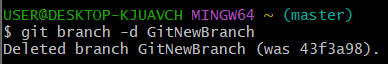 USER@DESKTOP-KJUAVCH MINGW64 ~ (master)
$ git branch -d GitNewBranch
Deleted branch GitNewBranch (was 43f3a98).